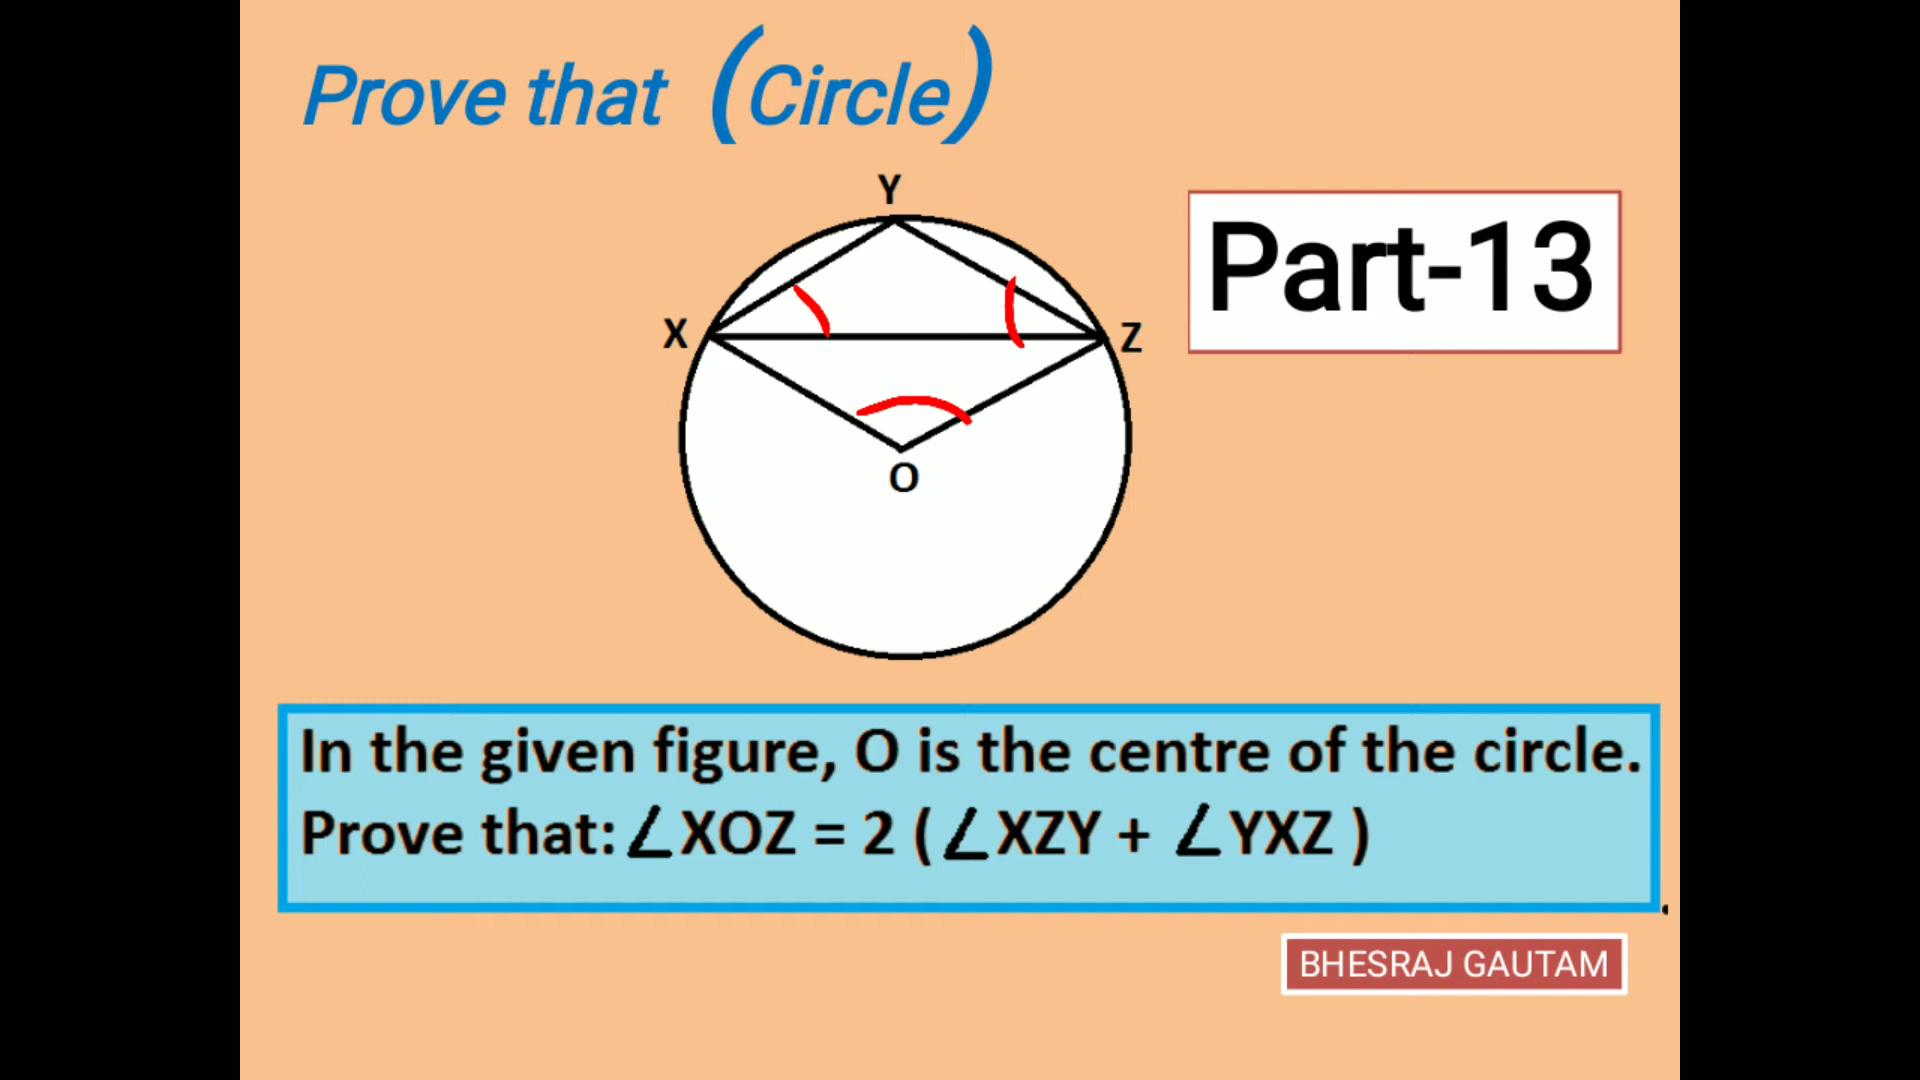 Prove that (Circle)
Y
Part-13
X
Z
O
In the given figure, O is the centre of the circle.
Prove that:∠XOZ = 2 (∠XZY + ∠YXZ )
BHESRAJ GAUTAM